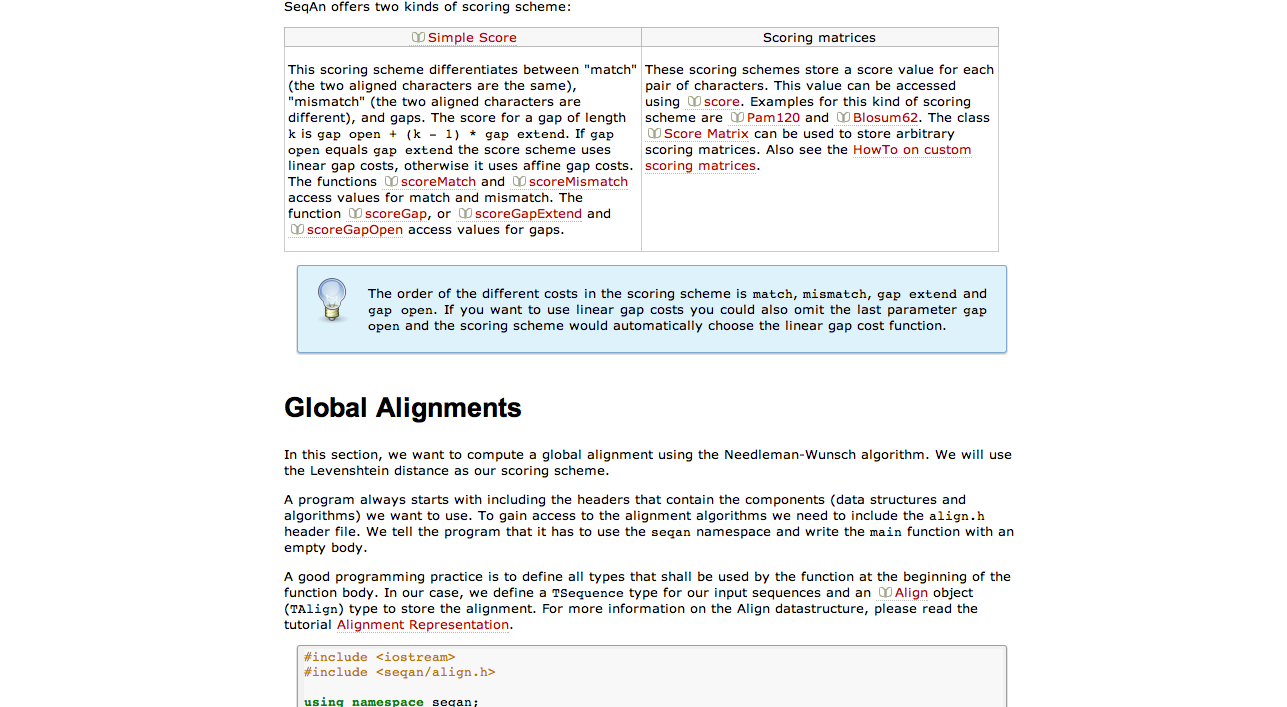 SeqAn offers two kinds of scoring scheme:
Simple Score
Scoring matrices
This scoring scheme differentiates between "match"
(the two aligned characters are the same),
"mismatch" (the two aligned characters are
different), and gaps. The score for a gap of length
k is gap open + (k - 1) * gap extend. If gap
open equals gap extend the score scheme uses
linear gap costs, otherwise it uses affine gap costs.
The functions scoreMatch and scoreMismatch
access values for match and mismatch. The
function scoreGap, or scoreGapExtend and
scoreGapOpen access values for gaps.
These scoring schemes store a score value for each
pair of characters. This value can be accessed
using score. Examples for this kind of scoring
scheme are Pam120 and Blosum62. The class
Score Matrix can be used to store arbitrary
scoring matrices. Also see the HowTo on custom
scoring matrices.
The order of the different costs in the scoring scheme is match, mismatch, gap extend and
gap open. If you want to use linear gap costs you could also omit the last parameter gap
open and the scoring scheme would automatically choose the linear gap cost function.
Global Alignments
In this section, we want to compute a global alignment using the Needleman-Wunsch algorithm. We will use
the Levenshtein distance as our scoring scheme.
A program always starts with including the headers that contain the components (data structures and
algorithms) we want to use. To gain access to the alignment algorithms we need to include the align.h
header file. We tell the program that it has to use the seqan namespace and write the main function with an
empty body.
A good programming practice is to define all types that shall be used by the function at the beginning of the
function body. In our case, we define a TSequence type for our input sequences and an Align object
(TAlign) type to store the alignment. For more information on the Align datastructure, please read the
tutorial Alignment Representation.
#include <iostream>
#include <seqan/align.h>
using namespace seqan;